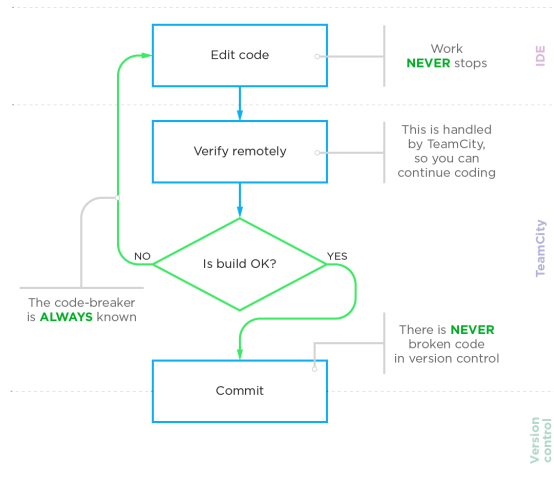 Edit code
Work
NEVER stops
IDE
Verify remotely
This is handled
by TeamCity,
so you can
continue coding
TeamCity
NO
Is build OK?
YES
The code-breaker
is ALWAYS known
There is NEVER
broken code
in version control
Commit
Version
control